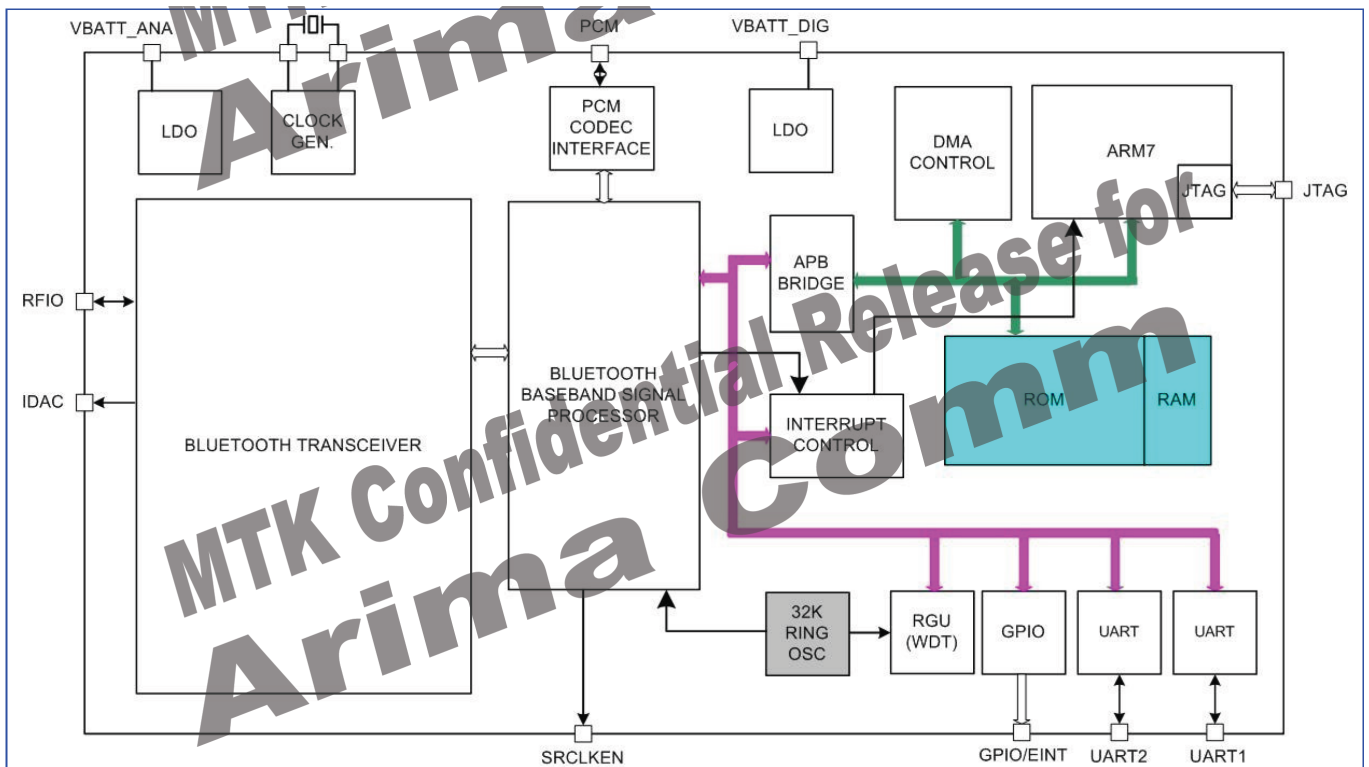 MTK Confidential Release for
Arima Comm
VBATT_ANA
PCM
VBATT_DIG
LDO
CLOCK
GEN.
PCM
CODEC
INTERFACE
LDO
DMA
CONTROL
ARM7
JTAG
JTAG
RFIO
IDAC
BLUETOOTH TRANSCEIVER
BLUETOOTH
BASEBAND SIGNAL
PROCESSOR
APB
BRIDGE
INTERRUPT
CONTROL
ROM
RAM
32K
RING
OSC
RGU
(WDT)
GPIO
UART
UART
SRCLKEN
GPIO/EINT
UART2
UART1
MTK
Arima